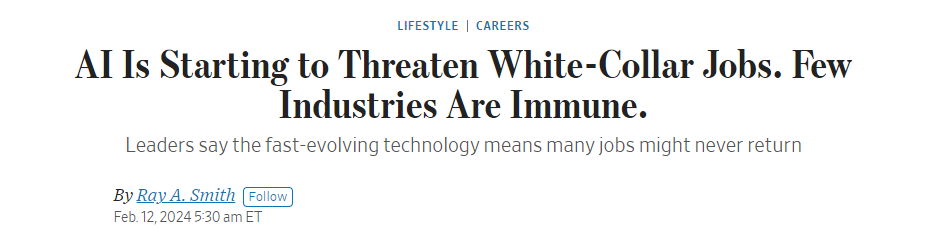 LIFESTYLE | CAREERS
AI Is Starting to Threaten White-Collar Jobs. Few
Industries Are Immune.
Leaders say the fast-evolving technology means many jobs might never return
By Ray A. Smith Follow
Feb. 12, 2024 5:30 am ET